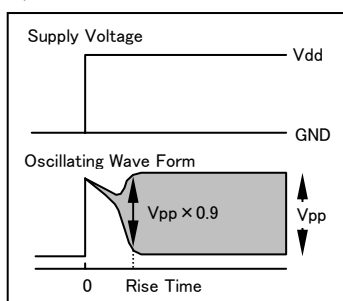 Supply Voltage
Vdd
GND
Oscillating Wave Form
Vpp×0.9
Vpp
0 Rise Time